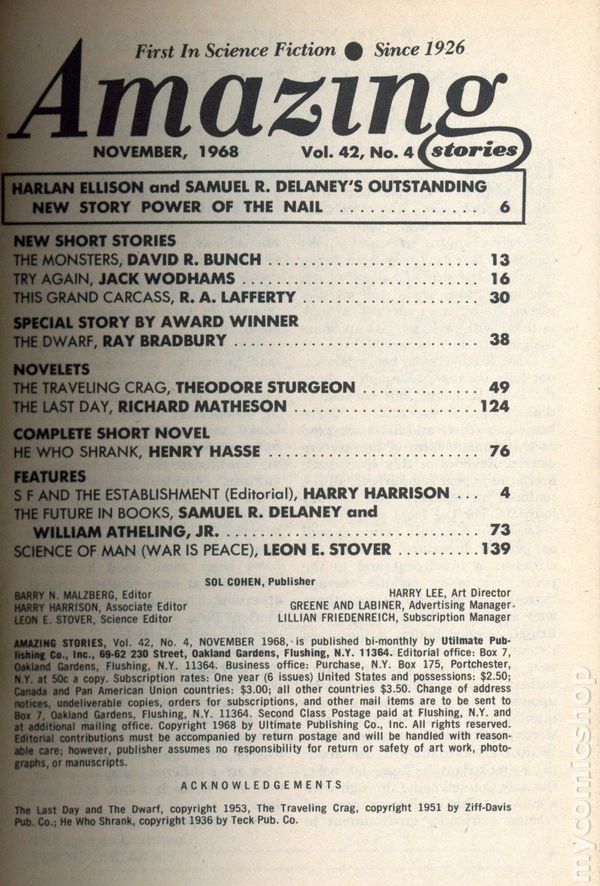 First In Science Fiction ● Since 1926
Amazing
stories
NOVEMBER, 1968 Vol. 42, No. 4
HARLAN ELLISON and SAMUEL R. DELANEY'S OUTSTANDING
NEW STORY POWER OF THE NAIL .............. 6
NEW SHORT STORIES
THE MONSTERS, DAVID R. BUNCH ........................ 13
TRY AGAIN, JACK WODHAMS ........................... 16
THIS GRAND CARCASS, R. A. LAFFERTY .................... 30
SPECIAL STORY BY AWARD WINNER
THE DWARF, RAY BRADBURY ............................ 38
NOVELETS
THE TRAVELING CRAG, THEODORE STURGEON ............. 49
THE LAST DAY, RICHARD MATHESON ..................... 124
COMPLETE SHORT NOVEL
HE WHO SHRANK, HENRY HASSE ........................ 76
FEATURES
S F AND THE ESTABLISHMENT (Editorial), HARRY HARRISON ... 4
THE FUTURE IN BOOKS, SAMUEL R. DELANEY and
WILLIAM ATHELING, JR. ............................. 73
SCIENCE OF MAN (WAR IS PEACE), LEON E. STOVER .......... 139
SOL COHEN, Publisher
BARRY N. MALZBERG, Editor HARRY LEE, Art Director
HARRY HARRISON, Associate Editor GREENE AND LABINER, Advertising Manager
LEON E. STOVER, Science Editor LILLIAN FRIEDENREICH, Subscription Manager
AMAZING STORIES, Vol. 42, No. 4, NOVEMBER 1968, is published bi-monthly by Utilmate Pub-
lishing Co., Inc., 69-62 230 Street, Oakland Gardens, Flushing, N.Y. 11364. Editorial office: Box 7,
Oakland Gardens, Flushing, N.Y. 11364. Business office: Purchase, N.Y. Box 175, Portchester,
N.Y. at 50c a copy. Subscription rates: One year (6 issues) United States and possessions: $2.50;
Canada and Pan American Union countries: $3.00; all other countries $3.50. Change of address
notices, undeliverable copies, orders for subscriptions, and other mail items are to be sent to
Box 7, Oakland Gardens, Flushing, N.Y. 11364. Second Class Postage paid at Flushing, N.Y. and
at additional mailing office. Copyright 1968 by Ultimate Publishing Co., Inc. All rights reserved.
Editorial contributions must be accompanied by return postage and will be handled with reason-
able care; however, publisher assumes no responsibility for return or safety of art work, photo-
graphs, or manuscripts.
ACKNOWLEDGEMENTS
The Last Day and The Dwarf, copyright 1953, The Traveling Crag, copyright 1951 by Ziff-Davis
Pub. Co.; He Who Shrank, copyright 1936 by Teck Pub. Co.
mycomicshop